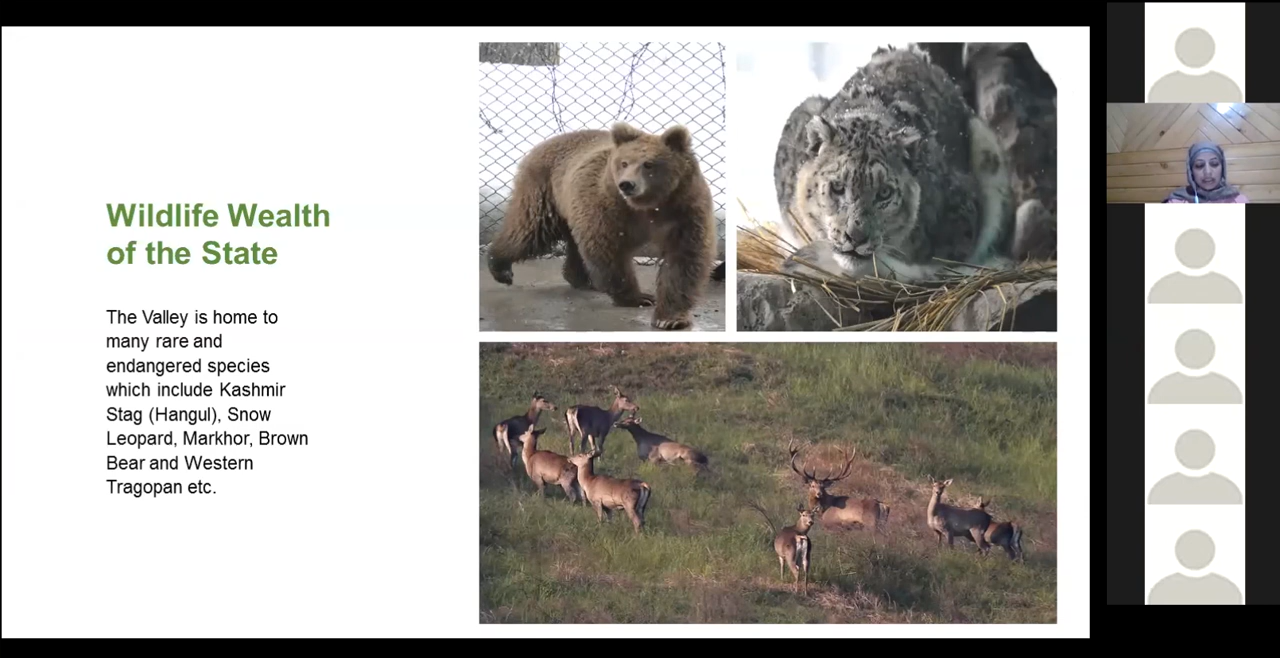 Wildlife Wealth
of the State
The Valley is home to
many rare and
endangered species
which include Kashmir
Stag (Hangul), Snow
Leopard, Markhor, Brown
Bear and Western
Tragopan etc.